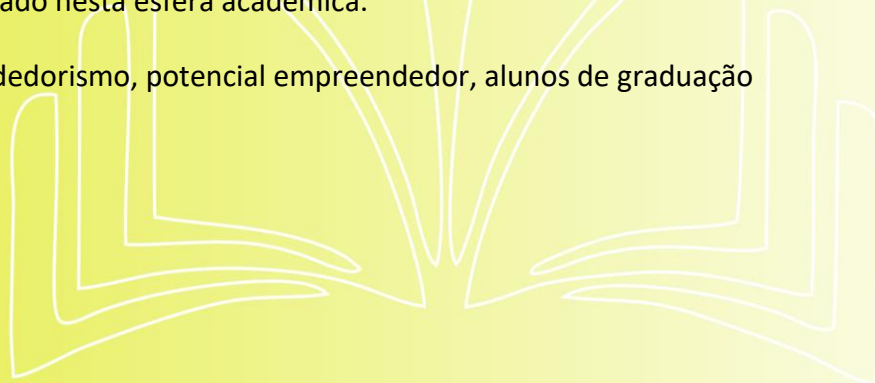 ado nesta esfera acadêmica.
dedorismo, potencial empreendedor, alunos de graduação